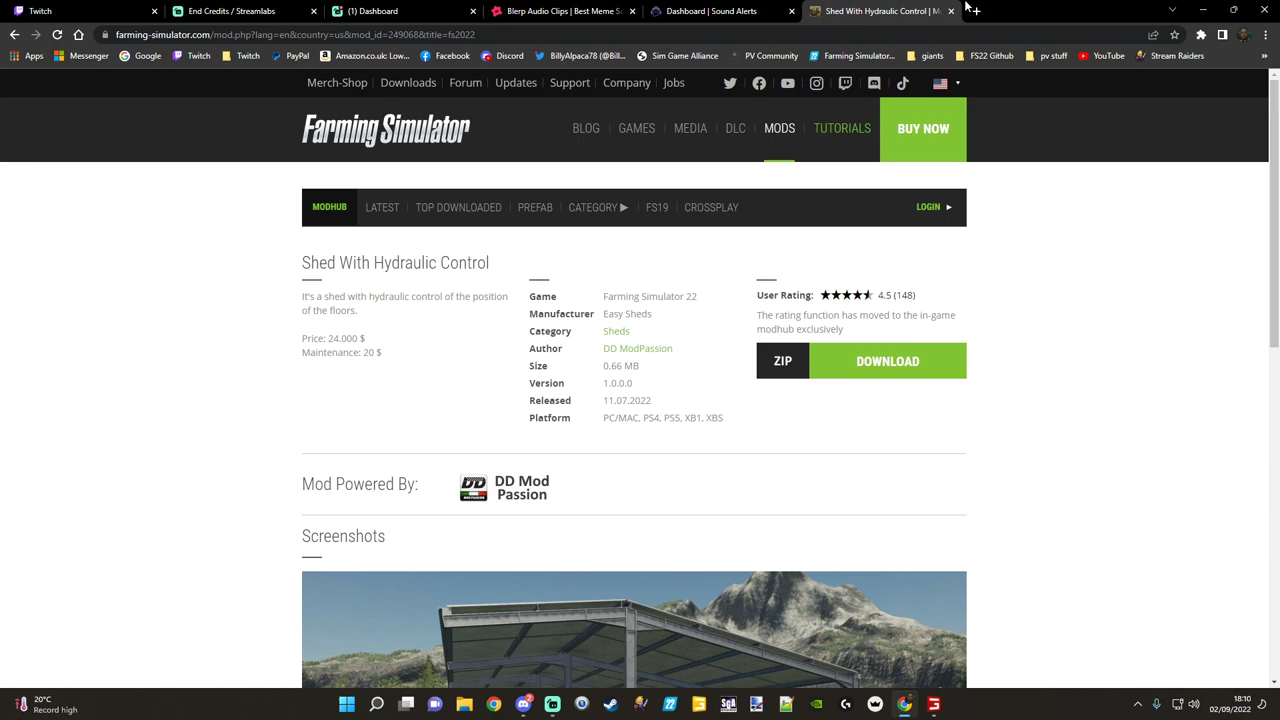 Twitch
(1) Twitch
Blerp Audio Clips | Best Meme S
Dashboard | Sound Alerts
Shed With Hydraulic Control | M
farming-simulator.com/mod.php?lang=en&country=us&mod_id=249068&title=fs2022
Apps Messenger Google Twitch PayPal Amazon.co.uk Facebook Discord BillyAlpaca78 (@Bill... Sim Game Alerts PV Community Farming Simulator... giants FS22 Github pv stuff YouTube Stream Raiders
Merch-Shop Downloads Forum Updates Support Company Jobs
Farming Simulator
BLOG GAMES MEDIA DLC MODS TUTORIALS BUY NOW
MODHUB LATEST TOP DOWNLOADED PREFAB CATEGORY ▶ FS19 CROSSPLAY LOGIN ▸
Shed With Hydraulic Control
It's a shed with hydraulic control of the position
of the floors.
Price: 24.000 $
Maintenance: 20 $
Game Farming Simulator 22
Manufacturer Easy Sheds
Category Sheds
Author DD ModPassion
Size 0.66 MB
Version 1.0.0.0
Released 11.07.2022
Platform PC/MAC, PS4, PS5, XB1, XBS
User Rating: 4.5 (148)
The rating function has moved to the in-game
modhub exclusively
ZIP DOWNLOAD
Mod Powered By:
DD Mod
Passion
Screenshots
20°C
Record high
18:10
02/09/2022